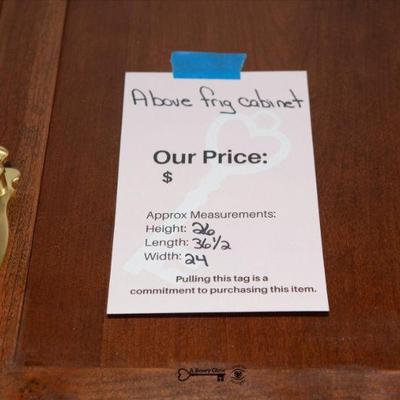 Above frig cabinet
Our Price:
$
Approx Measurements:
Height: 26
Length: 36 1/2
Width: 24
Pulling this tag is a
commitment to purchasing this item.